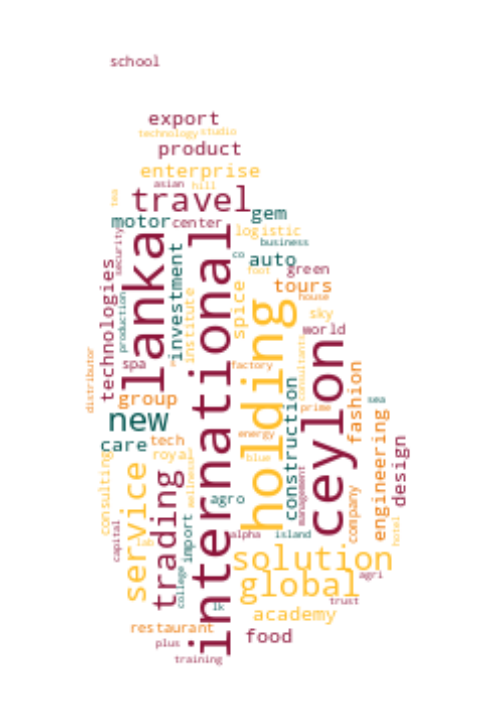 school
export
technology
studio
product
enterprise
asian
hill
tea
travel
gem
motor
center
logistic
security
business
lanka
international
investment
co
auto
foot
green
technologies
institute
spice
holding
tours
house
production
sky
world
ceylon
consultants
distributor
spa
factory
group
prime
fashion
sea
new
construction
engineering
care
tech
energy
design
royal
blue
consulting
service
trading
wellness
management
agro
company
hotel
capital
lab
import
alpha
island
solution
college
global
agri
lk
trust
academy
restaurant
food
plus
training